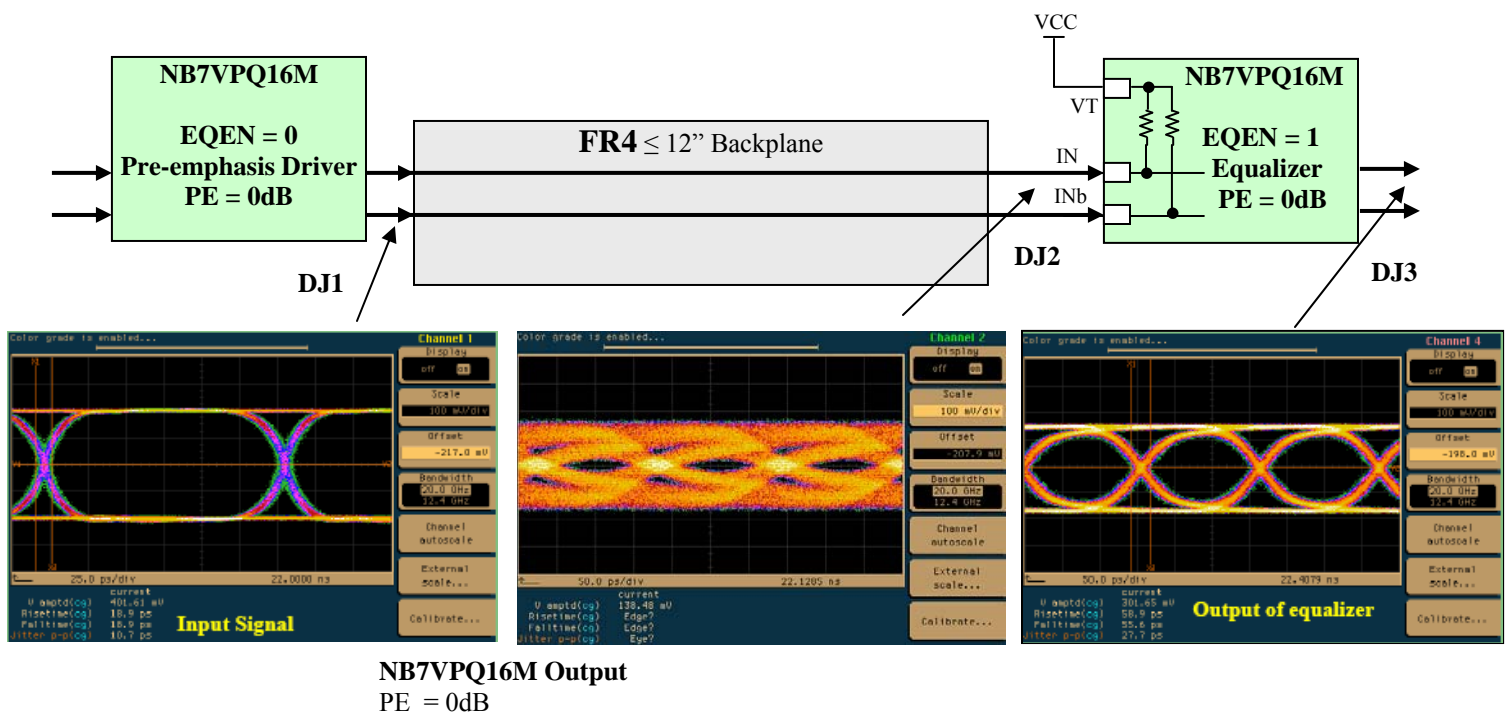 VCC
NB7VPQ16M
EQEN = 0
Pre-emphasis Driver
PE = 0dB
FR4 ≤ 12” Backplane
NB7VPQ16M
VT
EQEN = 1
Equalizer
PE = 0dB
IN
INb
DJ1
DJ2
DJ3
Color grade is enabled...
Channel 1
Display
off on
Scale
100 mV/div
Offset
-217.0 mV
Bandwidth
20.0 GHz
12.4 GHz
Channel
autoscale
External
scale...
Calibrate...
25.0 ps/div
22.0000 ns
current
V amptd(cg) 401.61 mV
Risetime(cg) 18.9 ps
Falltime(cg) 18.9 ps
Jitter p-p(cg) 10.7 ps
Input Signal
Color grade is enabled...
Channel 2
Display
off on
Scale
100 mV/div
Offset
-207.9 mV
Bandwidth
20.0 GHz
12.4 GHz
Channel
autoscale
External
scale...
Calibrate...
50.0 ps/div
22.1205 ns
current
V amptd(cg) 138.48 mV
Risetime(cg) Edge?
Falltime(cg) Edge?
Jitter p-p(cg) Eye?
Color grade is enabled...
Channel 4
Display
off on
Scale
100 mV/div
Offset
-198.0 mV
Bandwidth
20.0 GHz
12.4 GHz
Channel
autoscale
External
scale...
Calibrate...
50.0 ps/div
22.4079 ns
current
V amptd(cg) 301.65 mV
Risetime(cg) 58.9 ps
Falltime(cg) 55.6 ps
Jitter p-p(cg) 27.7 ps
Output of equalizer
NB7VPQ16M Output
PE = 0dB